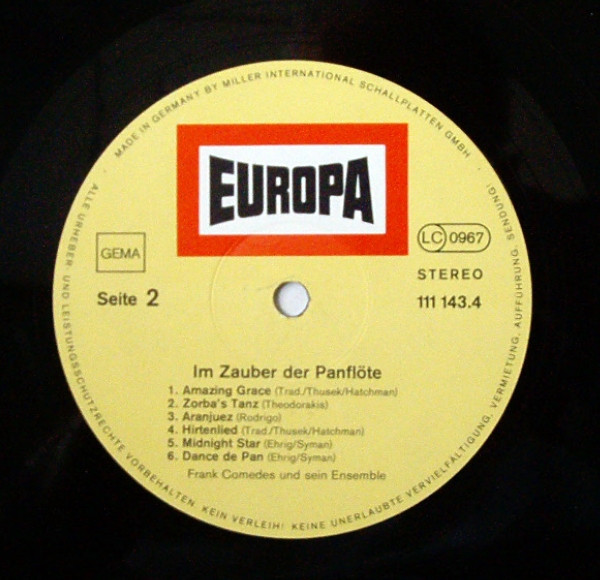 · MADE IN GERMANY BY MILLER INTERNATIONAL SCHALLPLATTEN GMBH ·
EUROPA
LC 0967
GEMA
STEREO
Seite 2
111 143.4
Im Zauber der Panflöte
1. Amazing Grace (Trad./Thusek/Hatchman)
2. Zorba's Tanz (Theodorakis)
3. Aranjuez (Rodrigo)
4. Hirtenlied (Trad./Thusek/Hatchman)
5. Midnight Star (Ehrig/Syman)
6. Dance de Pan (Ehrig/Syman)
Frank Comedes und sein Ensemble
ALLE URHEBER- UND LEISTUNGSSCHUTZRECHTE VORBEHALTEN. KEIN VERLEIH! KEINE UNERLAUBTE VERVIELFÄLTIGUNG, VERMIETUNG, AUFFÜHRUNG, SENDUNG!